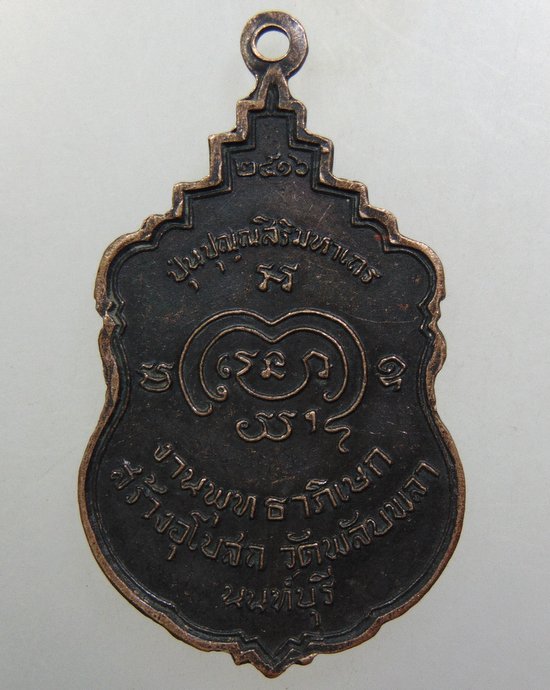 ๒๕๑๖
ปุนปุญญสิริมหาเถร
งานพุทธาภิเษก
สร้างอุโบสถ วัดพลับพลา
นนท์บุรี